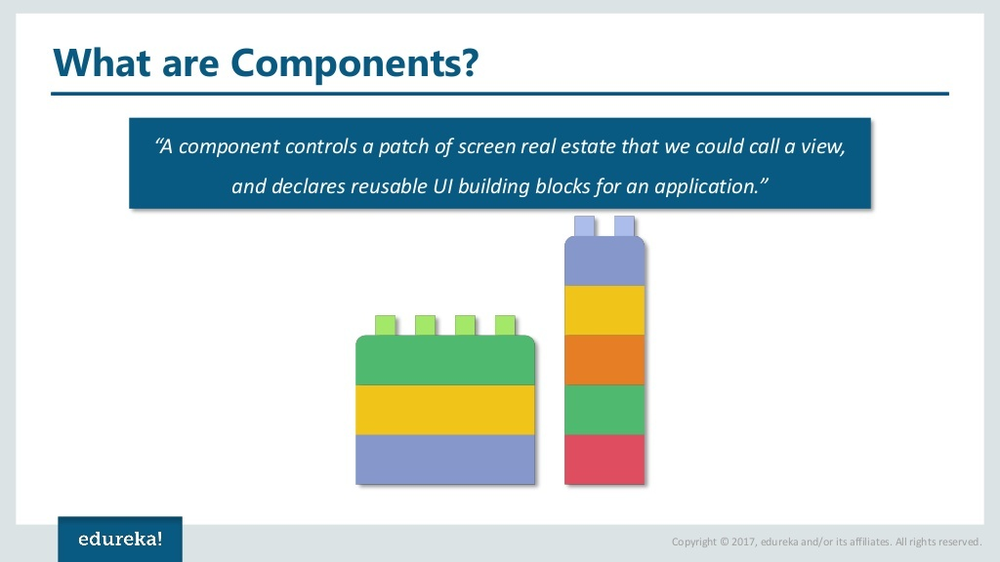 What are Components?
“A component controls a patch of screen real estate that we could call a view,
and declares reusable UI building blocks for an application.”
edureka!
Copyright © 2017, edureka and/or its affiliates. All rights reserved.